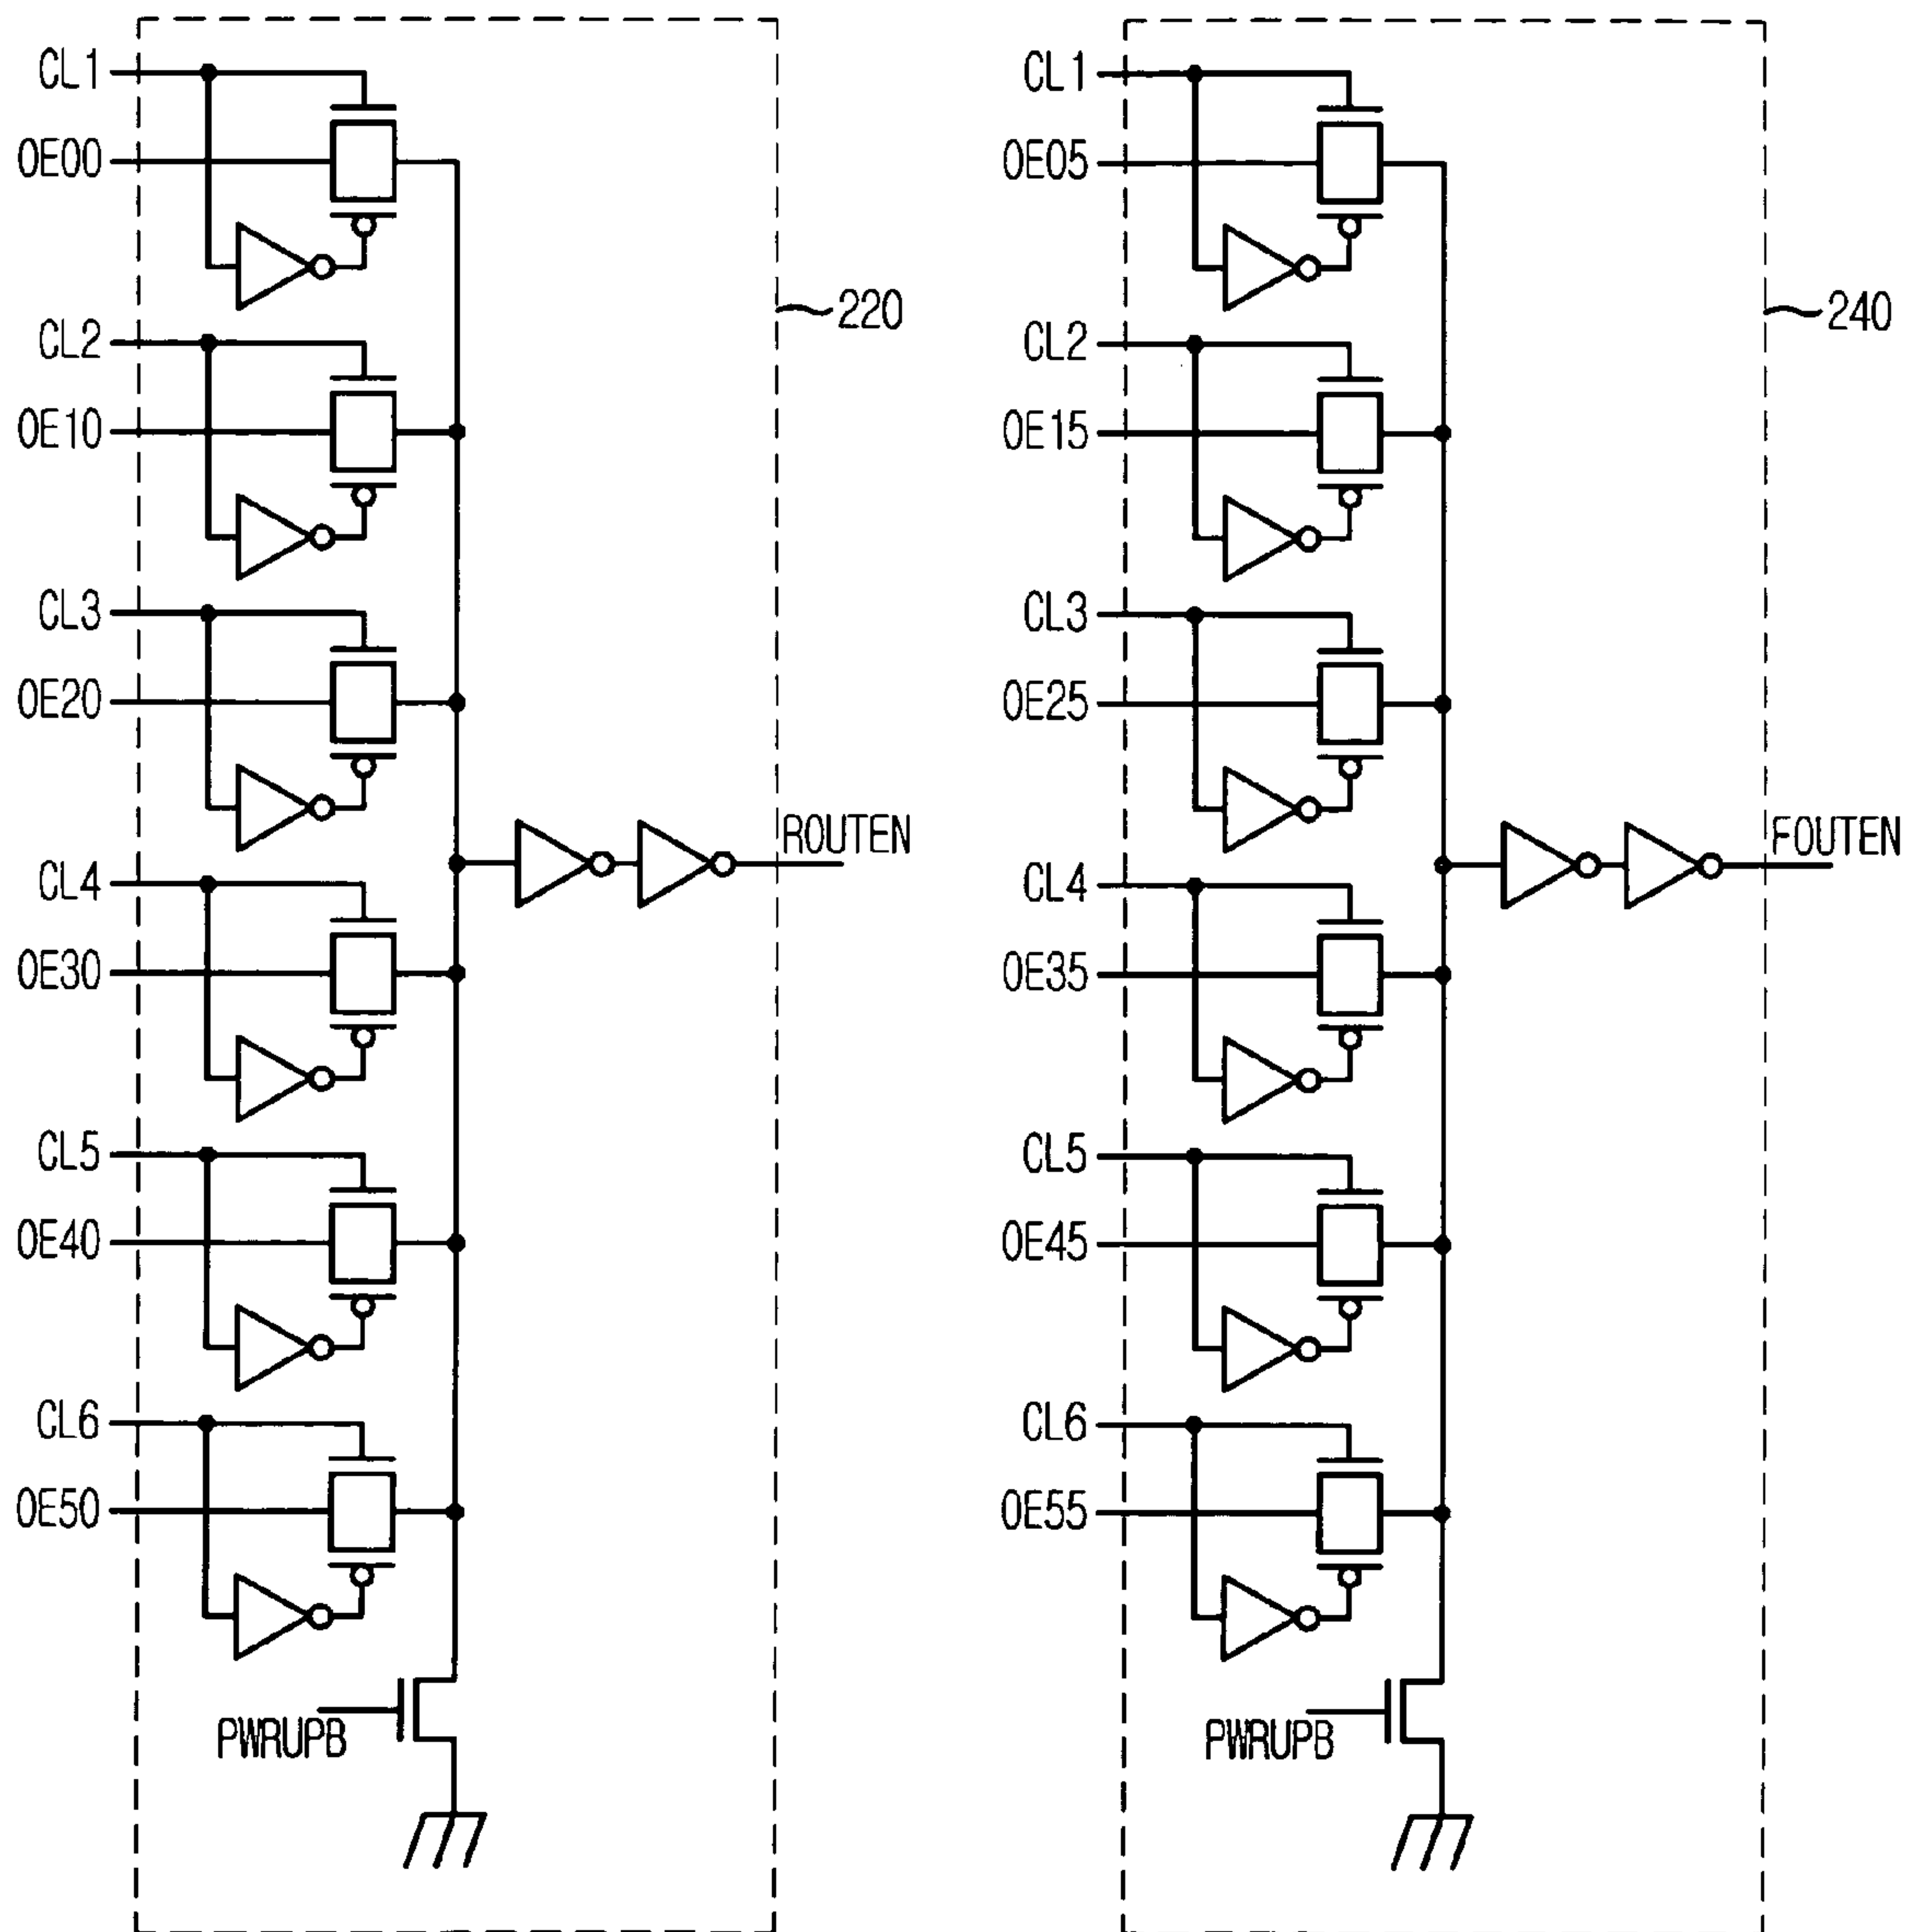 CL1
OE00
CL2
OE10
CL3
OE20
CL4
OE30
CL5
OE40
CL6
OE50
PWRUPB
ROUTEN
220
CL1
OE05
CL2
OE15
CL3
OE25
CL4
OE35
CL5
OE45
CL6
OE55
PWRUPB
FOUTEN
240